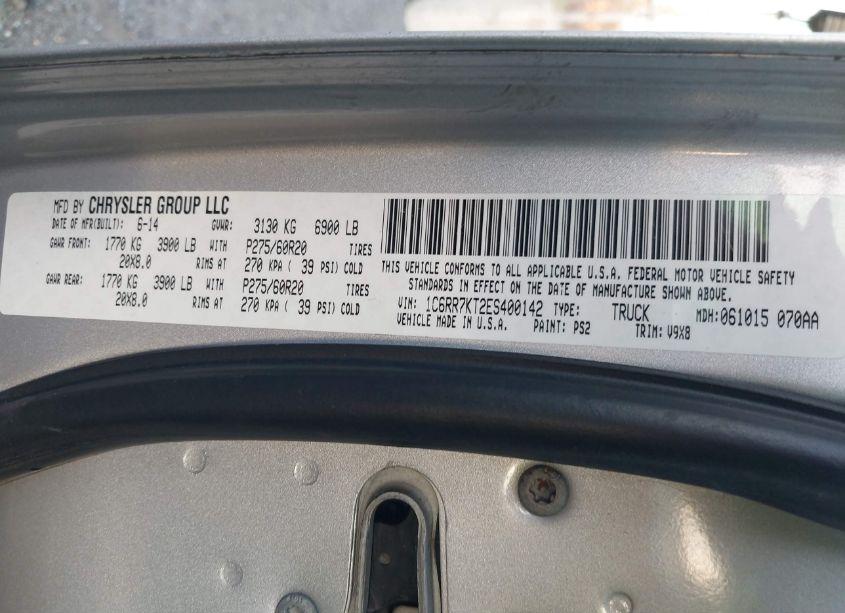 MFD BY CHRYSLER GROUP LLC
DATE OF MFR(BUILT): 6-14 GVWR: 3130 KG 6900 LB
GAWR FRONT: 1770 KG 3900 LB WITH P275/60R20 TIRES
20X8.0 RIMS AT 270 KPA ( 39 PSI) COLD
GAWR REAR: 1770 KG 3900 LB WITH P275/60R20 TIRES
20X8.0 RIMS AT 270 KPA ( 39 PSI) COLD
THIS VEHICLE CONFORMS TO ALL APPLICABLE U.S.A. FEDERAL MOTOR VEHICLE SAFETY
STANDARDS IN EFFECT ON THE DATE OF MANUFACTURE SHOWN ABOVE.
VIN: 1C6RR7KT2ES400142 TYPE: TRUCK MDH:061015 070AA
VEHICLE MADE IN U.S.A. PAINT: PS2 TRIM: V9X8